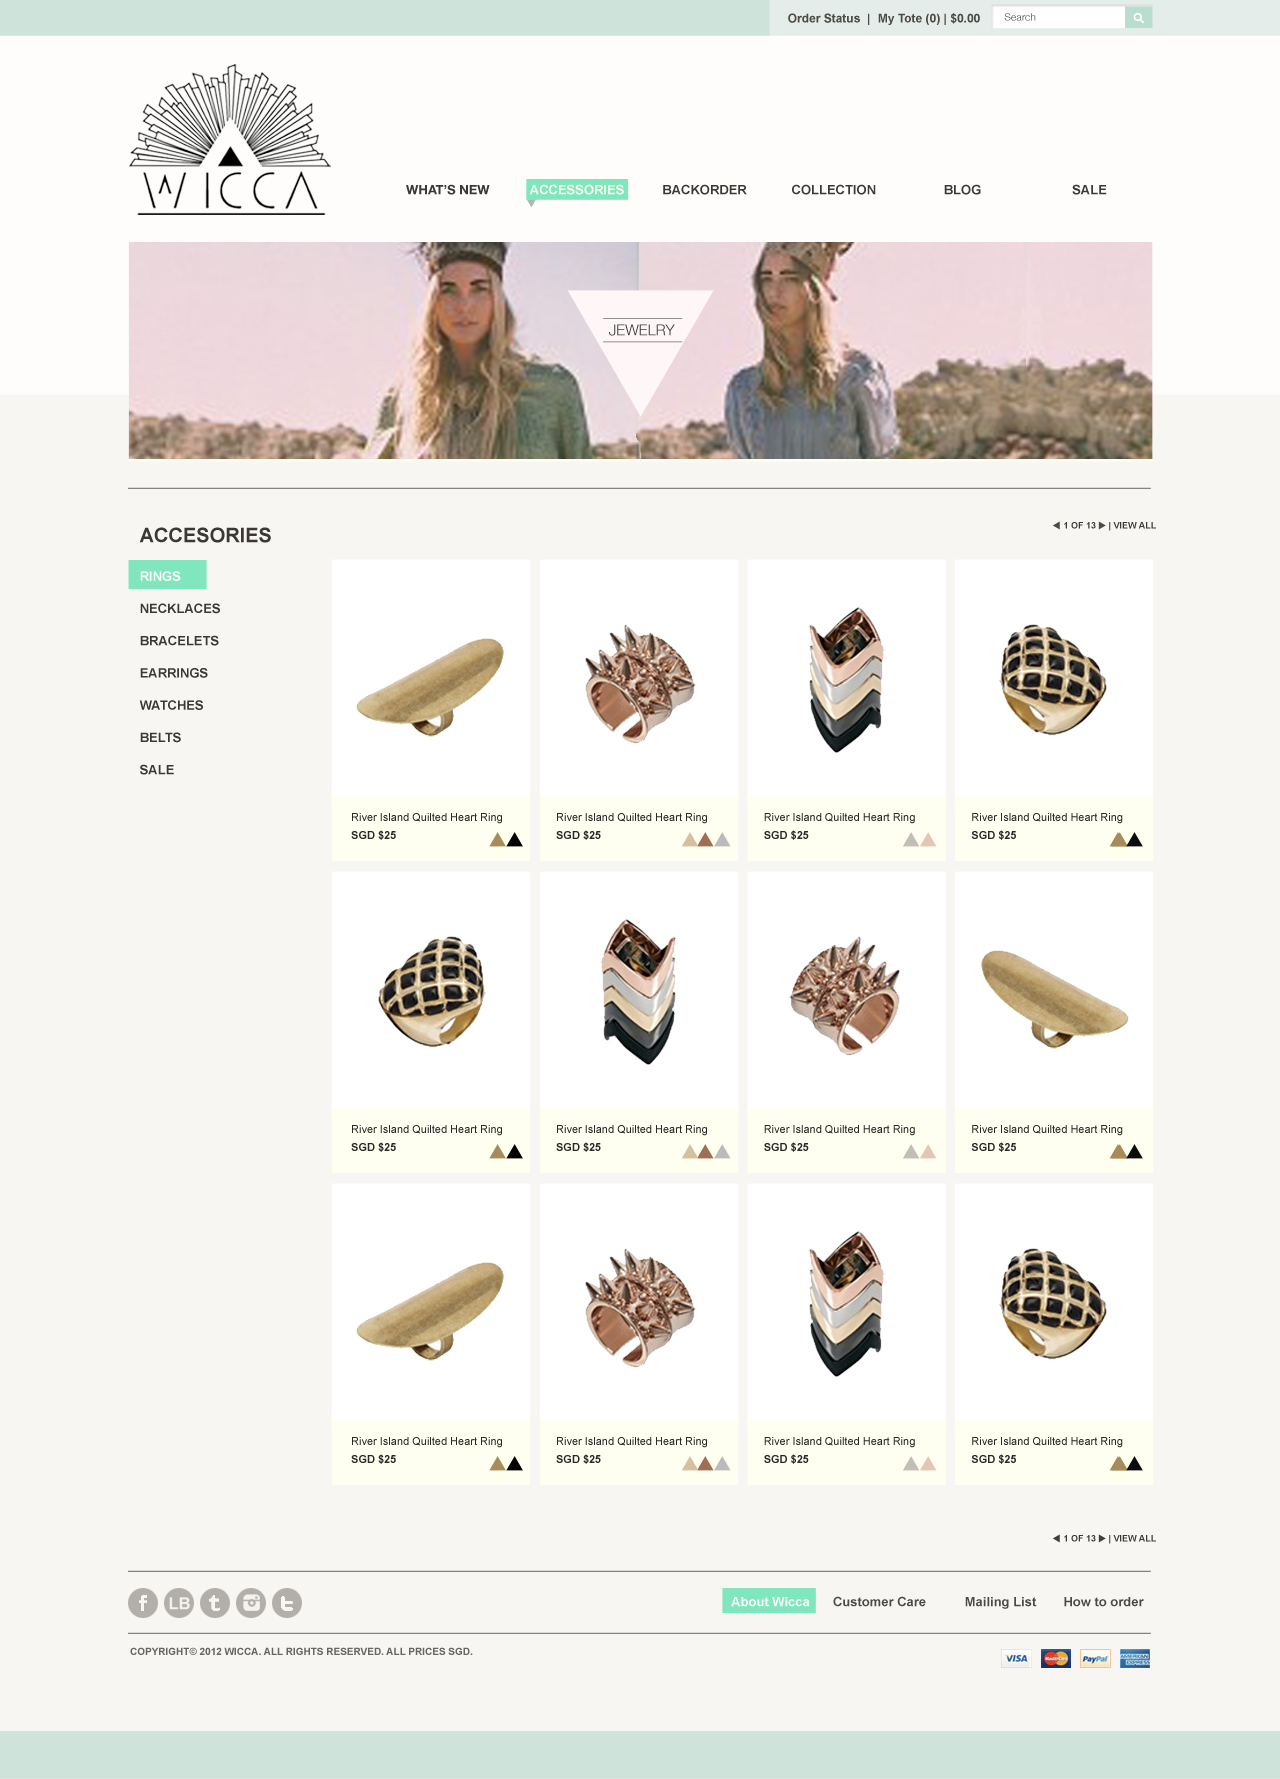 Order Status | My Tote (0) | $0.00 Search
WICCA
WHAT'S NEW ACCESSORIES BACKORDER COLLECTION BLOG SALE
JEWELRY
ACCESORIES
◀ 1 OF 13 ▶ | VIEW ALL
RINGS
NECKLACES
BRACELETS
EARRINGS
WATCHES
BELTS
SALE
River Island Quilted Heart Ring
SGD $25
River Island Quilted Heart Ring
SGD $25
River Island Quilted Heart Ring
SGD $25
River Island Quilted Heart Ring
SGD $25
River Island Quilted Heart Ring
SGD $25
River Island Quilted Heart Ring
SGD $25
River Island Quilted Heart Ring
SGD $25
River Island Quilted Heart Ring
SGD $25
River Island Quilted Heart Ring
SGD $25
River Island Quilted Heart Ring
SGD $25
River Island Quilted Heart Ring
SGD $25
River Island Quilted Heart Ring
SGD $25
◀ 1 OF 13 ▶ | VIEW ALL
f LB t t
About Wicca Customer Care Mailing List How to order
COPYRIGHT© 2012 WICCA. ALL RIGHTS RESERVED. ALL PRICES SGD.
VISA MasterCard PayPal AMERICAN EXPRESS